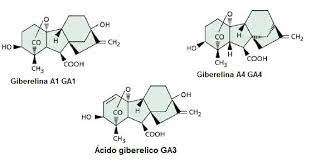 OH
O
CO
H
HO
CH₂
CH₃
COOH
Giberelina A1 GA1
O
CO
H
HO
CH₂
H
CH₃
COOH
Giberelina A4 GA4
O
OH
CO
H
HO
CH₂
CH₃
COOH
Ácido giberelico GA3